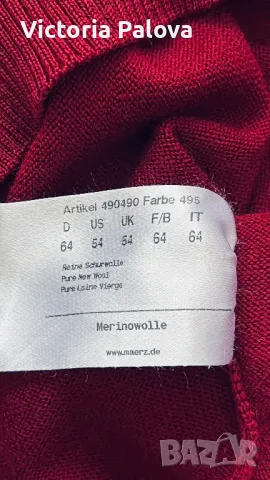 Victoria Palova
Artikel 490490 Farbe 495
D US UK F/B IT
64 54 54 64 64
Reine Schurwolle
Pure New Wool
Pure Laine Vierge
Merinowolle
www.maerz.de
BAZAR